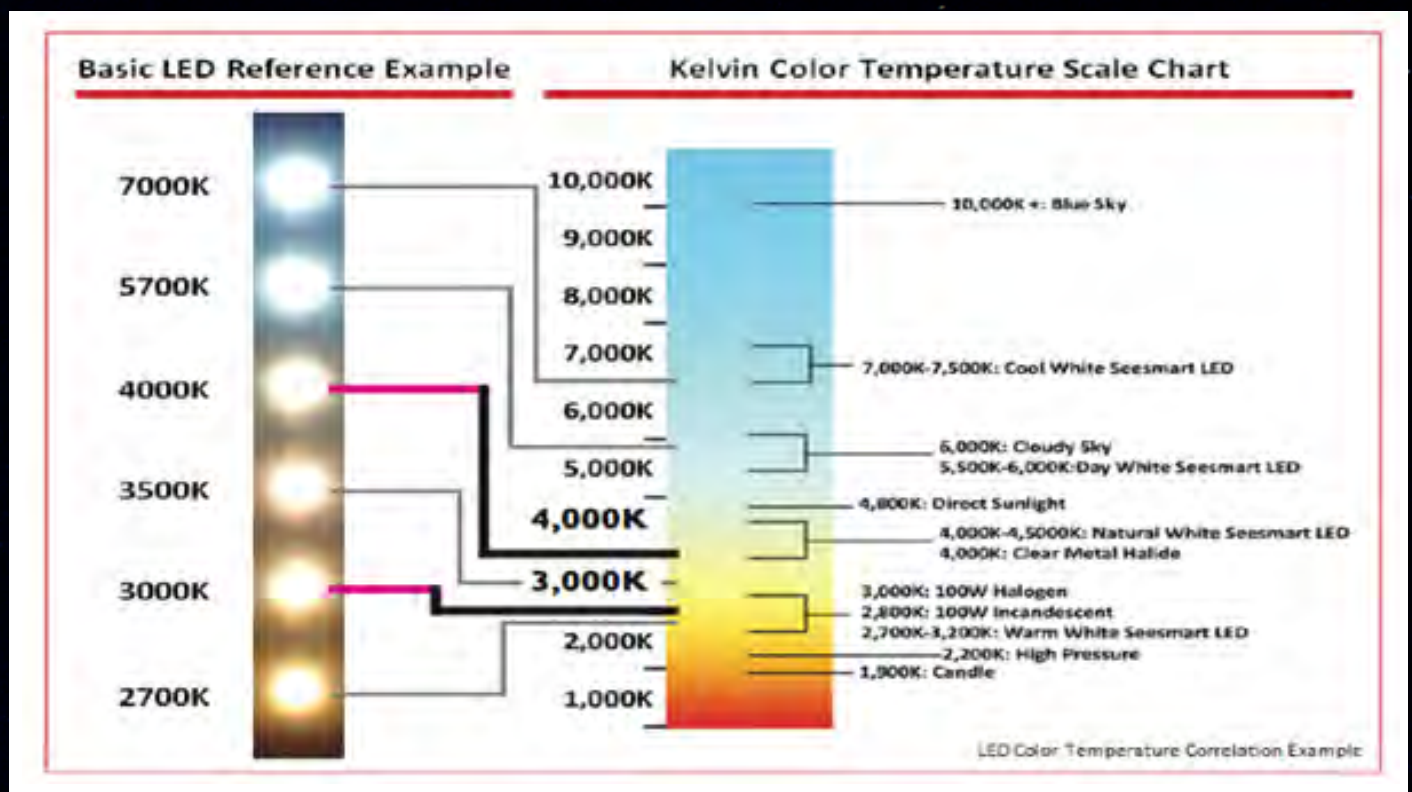 Basic LED Reference Example
7000K
5700K
4000K
3500K
3000K
2700K
Kelvin Color Temperature Scale Chart
10,000K
9,000K
8,000K
7,000K
6,000K
5,000K
4,000K
3,000K
2,000K
1,000K
10,000K +: Blue Sky
7,000K-7,500K: Cool White Seesmart LED
6,000K: Cloudy Sky
5,500K-6,000K:Day White Seesmart LED
4,800K: Direct Sunlight
4,000K-4,5000K: Natural White Seesmart LED
4,000K: Clear Metal Halide
3,000K: 100W Halogen
2,800K: 100W Incandescent
2,700K-3,200K: Warm White Seesmart LED
2,200K: High Pressure
1,900K: Candle
LED Color Temperature Correlation Example